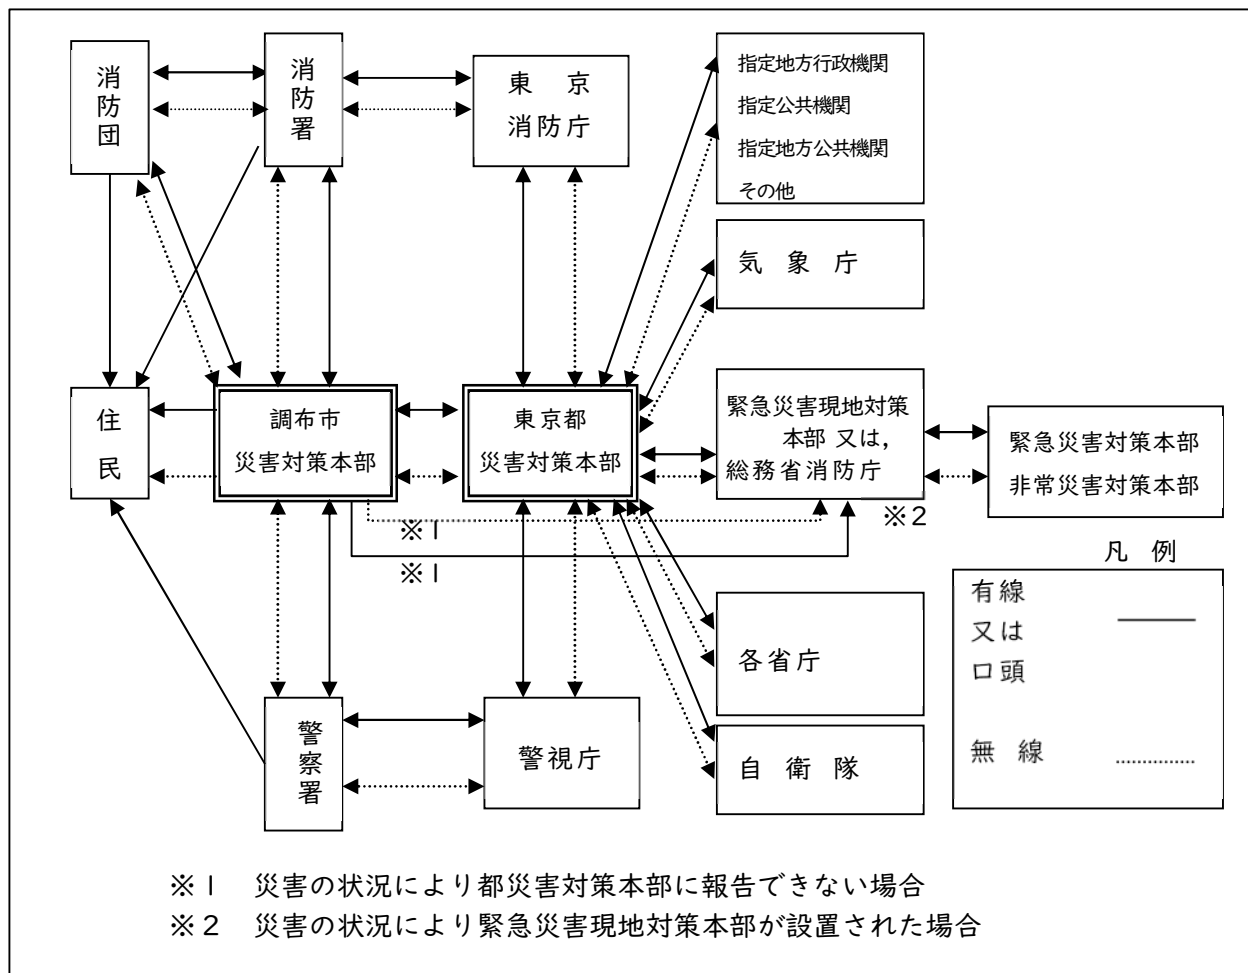 消防団
消防署
東 京
消防庁
指定地方行政機関
指定公共機関
指定地方公共機関
その他
気 象 庁
住民
調布市
災害対策本部
東京都
災害対策本部
緊急災害現地対策
本部 又は,
総務省消防庁
緊急災害対策本部
非常災害対策本部
※1
※1
※2
凡 例
有線
又は
口頭
無 線
各省庁
自 衛 隊
警察署
警視庁
※1 災害の状況により都災害対策本部に報告できない場合
※2 災害の状況により緊急災害現地対策本部が設置された場合